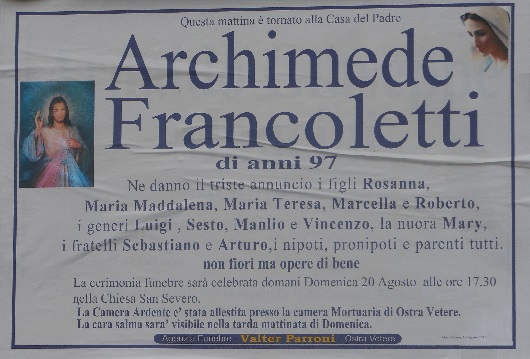 Questa mattina è tornato alla Casa del Padre
Archimede
Francoletti
di anni 97
Ne danno il triste annuncio i figli Rosanna,
Maria Maddalena, Maria Teresa, Marcella e Roberto,
i generi Luigi , Sesto, Manlio e Vincenzo, la nuora Mary,
i fratelli Sebastiano e Arturo,i nipoti, pronipoti e parenti tutti.
non fiori ma opere di bene
La cerimonia funebre sarà celebrata domani Domenica 20 Agosto alle ore 17.30
nella Chiesa San Severo.
La Camera Ardente e' stata allestita presso la camera Mortuaria di Ostra Vetere.
La cara salma sara' visibile nella tarda mattinata di Domenica.
Agenzia Funebre Valter Parroni - Ostra Vetere